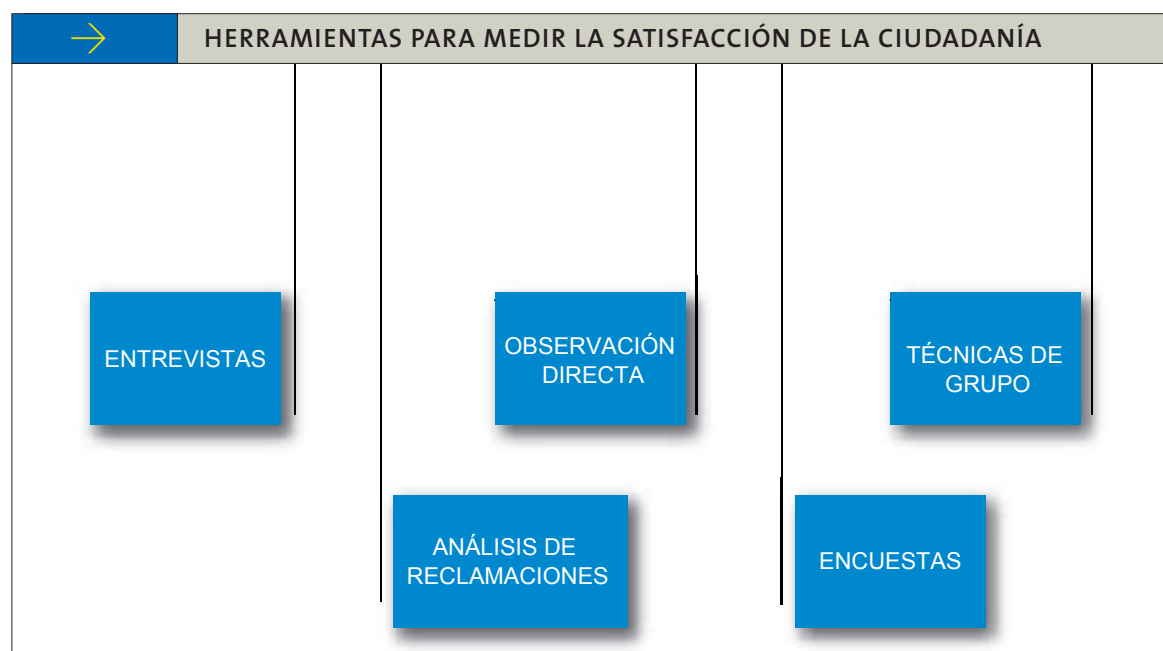 HERRAMIENTAS PARA MEDIR LA SATISFACCIÓN DE LA CIUDADANÍA
ENTREVISTAS
OBSERVACIÓN
DIRECTA
TÉCNICAS DE
GRUPO
ANÁLISIS DE
RECLAMACIONES
ENCUESTAS